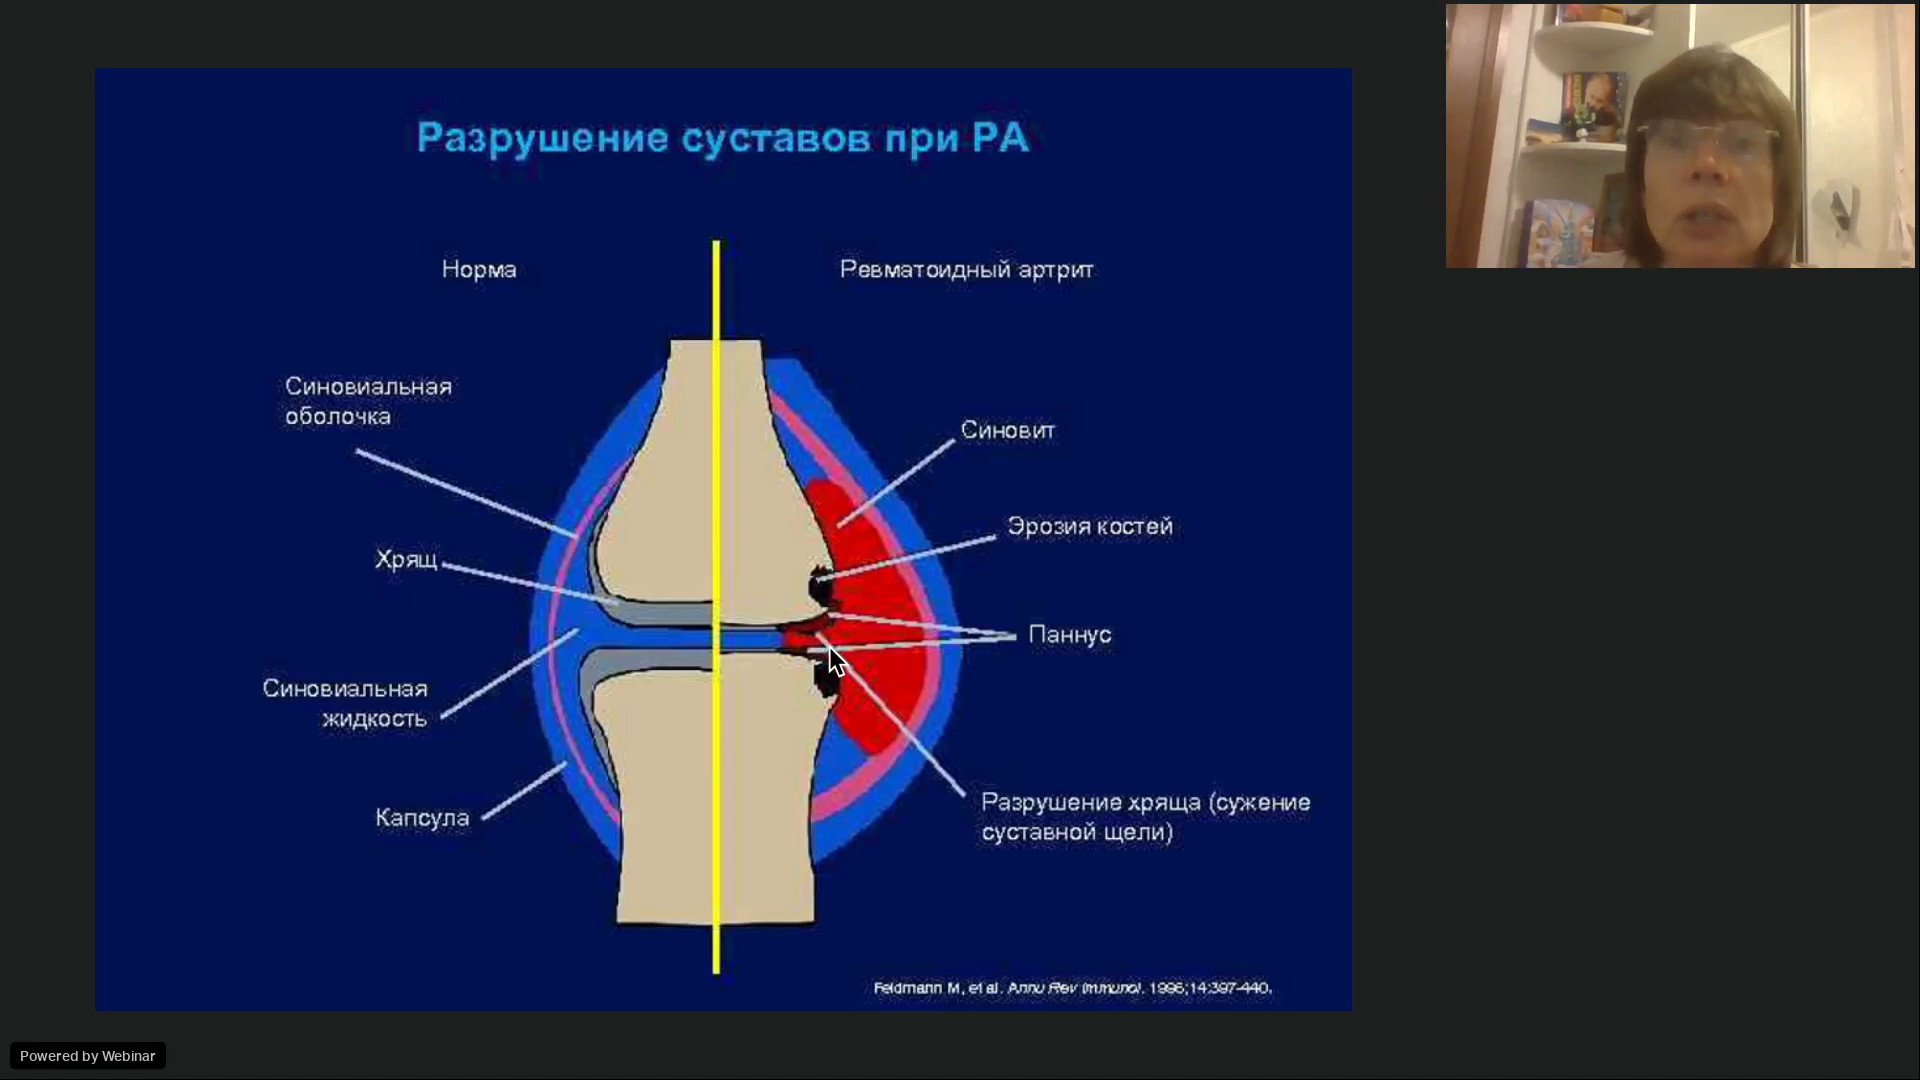 Разрушение суставов при РА
Норма
Ревматоидный артрит
Синовиальная
оболочка
Синовит
Эрозия костей
Хрящ
Паннус
Синовиальная
жидкость
Капсула
Разрушение хряща (сужение
суставной щели)
Feldmann M, et al. Annu Rev Immunol. 1996;14:397-440.
Powered by Webinar